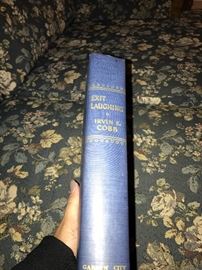 EXIT
LAUGHING
IRVIN S.
COBB
GARDEN CITY